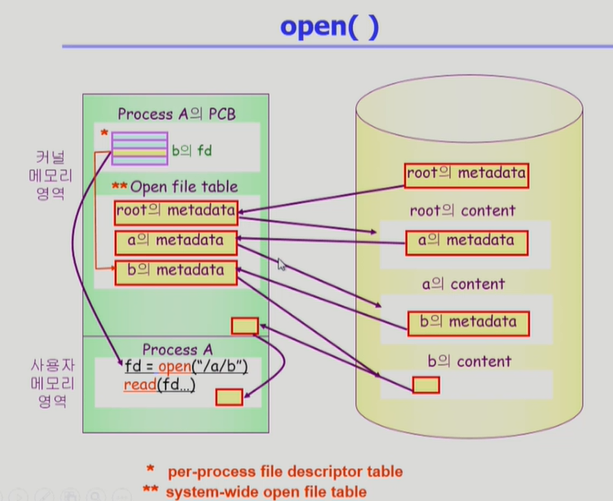 open( )
Process A의 PCB
*
b의 fd
커널
메모리
영역
**Open file table
root의 metadata
a의 metadata
b의 metadata
사용자
메모리
영역
Process A
fd = open("/a/b")
read(fd...)
root의 metadata
root의 content
a의 metadata
a의 content
b의 metadata
b의 content
* per-process file descriptor table
** system-wide open file table